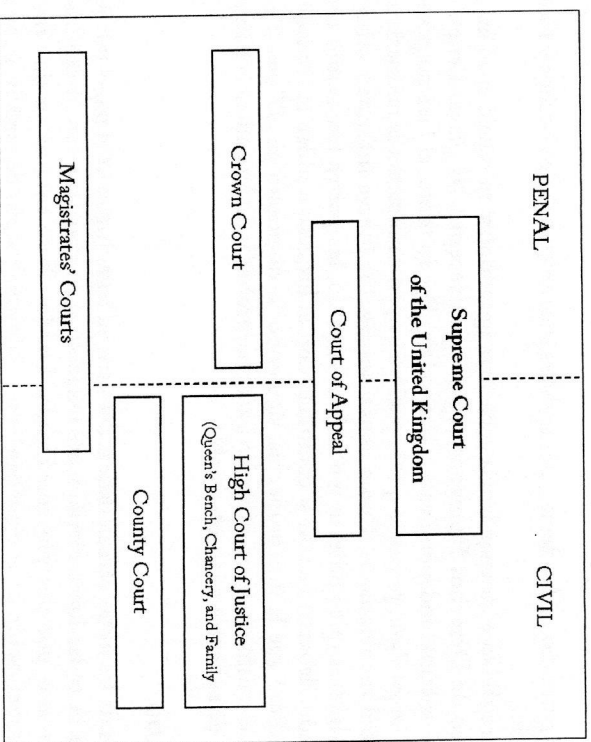 PENAL
CIVIL
Supreme Court
of the United Kingdom
Court of Appeal
Crown Court
High Court of Justice
(Queen's Bench, Chancery, and Family
County Court
Magistrates' Courts